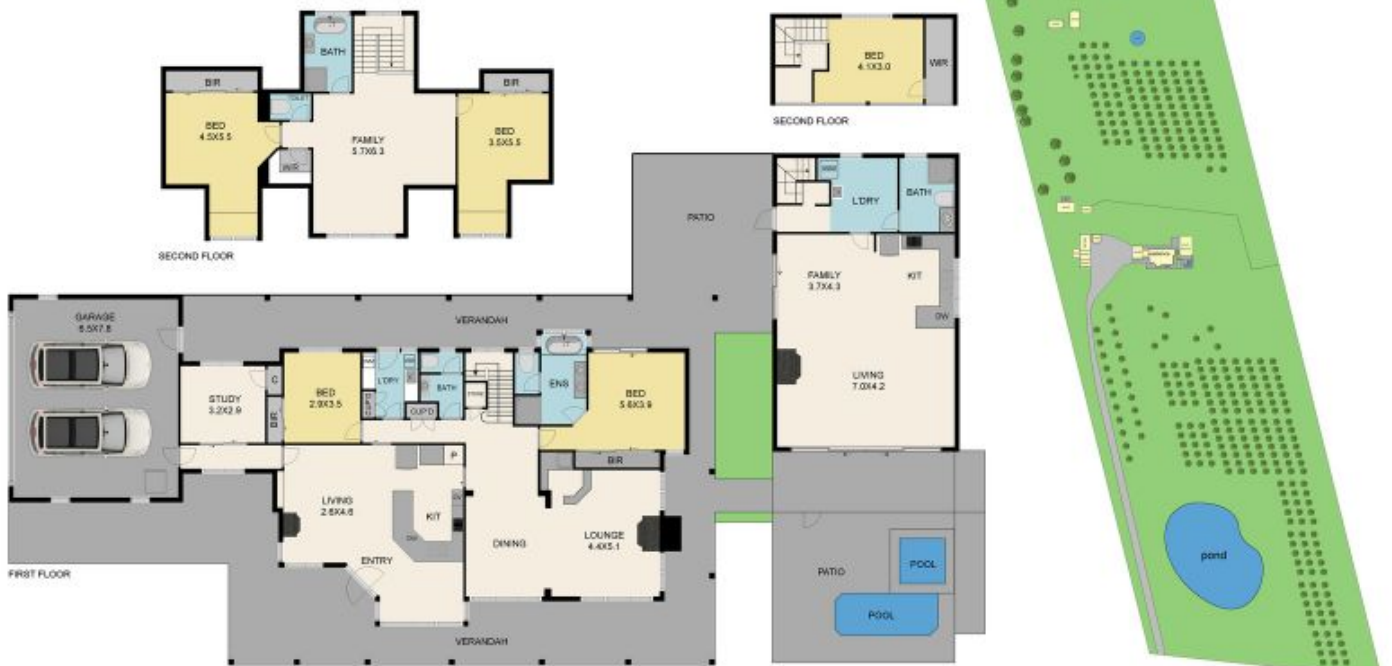 BATH
BIR
BIR
TOILET
BED
4.5X5.5
FAMILY
5.7X6.3
BED
3.5X5.5
WIR
SECOND FLOOR
BED
4.1X3.0
WIR
SECOND FLOOR
PATIO
L'DRY
BATH
FAMILY
3.7X4.3
KIT
DW
LIVING
7.0X4.2
GARAGE
6.5X7.8
VERANDAH
STUDY
3.2X2.9
C
BIR
BED
2.9X3.5
CUP'D
L'DRY
CUP'D
BATH
ENS
BED
5.6X3.9
BIR
P
LIVING
2.6X4.6
KIT
DW
DINING
LOUNGE
4.4X5.1
ENTRY
FIRST FLOOR
VERANDAH
PATIO
POOL
POOL
pond